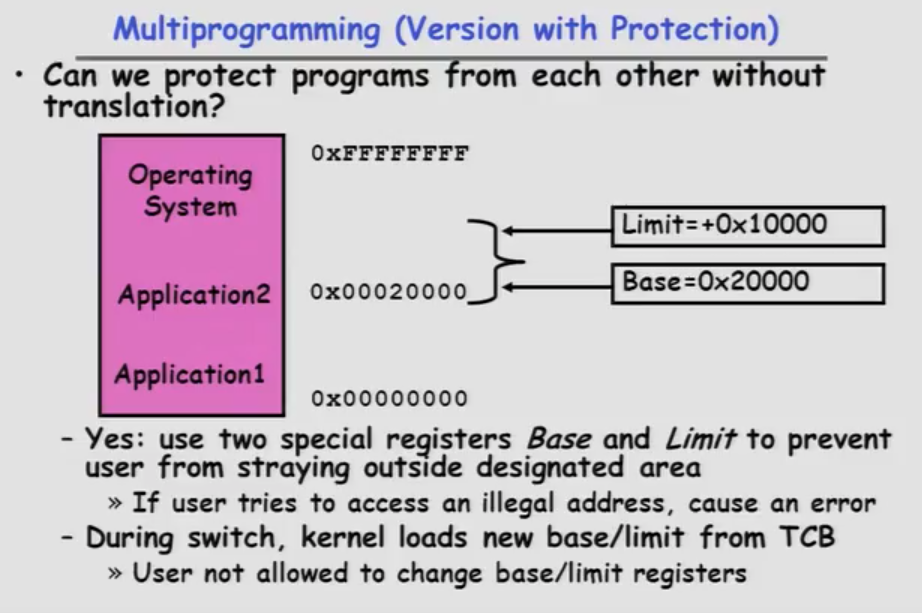 Multiprogramming (Version with Protection)
• Can we protect programs from each other without
translation?
0xFFFFFFFF
Operating
System
Limit=+0x10000
Base=0x20000
Application2
0x00020000
Application1
0x00000000
– Yes: use two special registers Base and Limit to prevent
user from straying outside designated area
» If user tries to access an illegal address, cause an error
– During switch, kernel loads new base/limit from TCB
» User not allowed to change base/limit registers